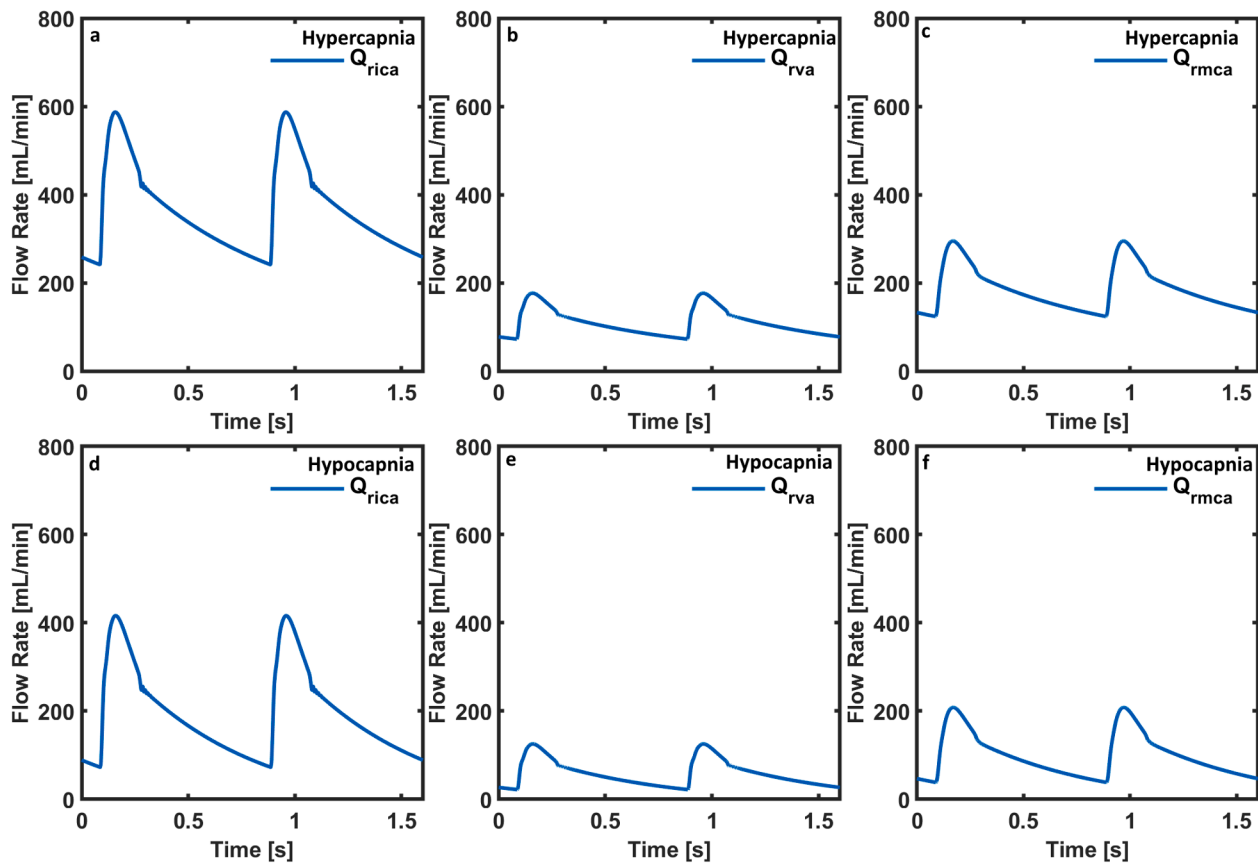 800
600
400
200
0
Flow Rate [mL/min]
a
Hypercapnia
Q_rica
0 0.5 1 1.5
Time [s]
800
600
400
200
0
Flow Rate [mL/min]
b
Hypercapnia
Q_rva
0 0.5 1 1.5
Time [s]
800
600
400
200
0
Flow Rate [mL/min]
c
Hypercapnia
Q_rmca
0 0.5 1 1.5
Time [s]
800
600
400
200
0
Flow Rate [mL/min]
d
Hypocapnia
Q_rica
0 0.5 1 1.5
Time [s]
800
600
400
200
0
Flow Rate [mL/min]
e
Hypocapnia
Q_rva
0 0.5 1 1.5
Time [s]
800
600
400
200
0
Flow Rate [mL/min]
f
Hypocapnia
Q_rmca
0 0.5 1 1.5
Time [s]